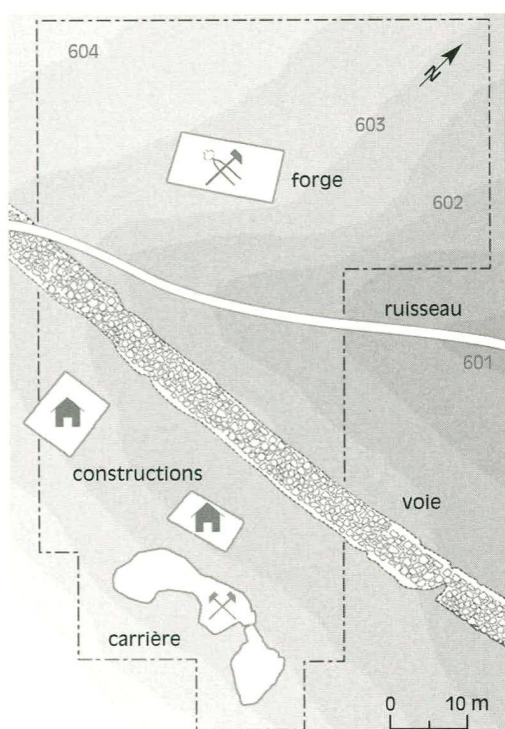 604
N
603
forge
602
ruisseau
601
constructions
voie
carrière
0 10 m